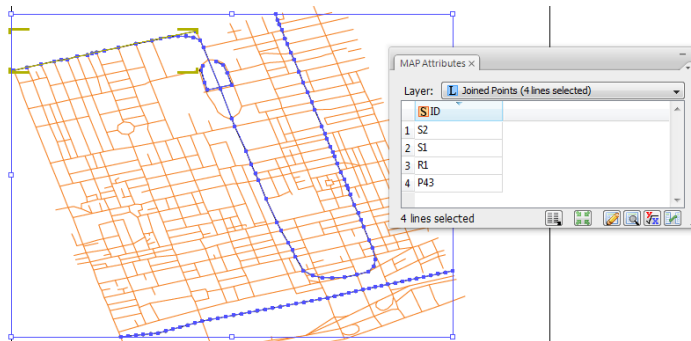 MAP Attributes ×
Layer: L Joined Points (4 lines selected)
S ID
1 S2
2 S1
3 R1
4 P43
4 lines selected